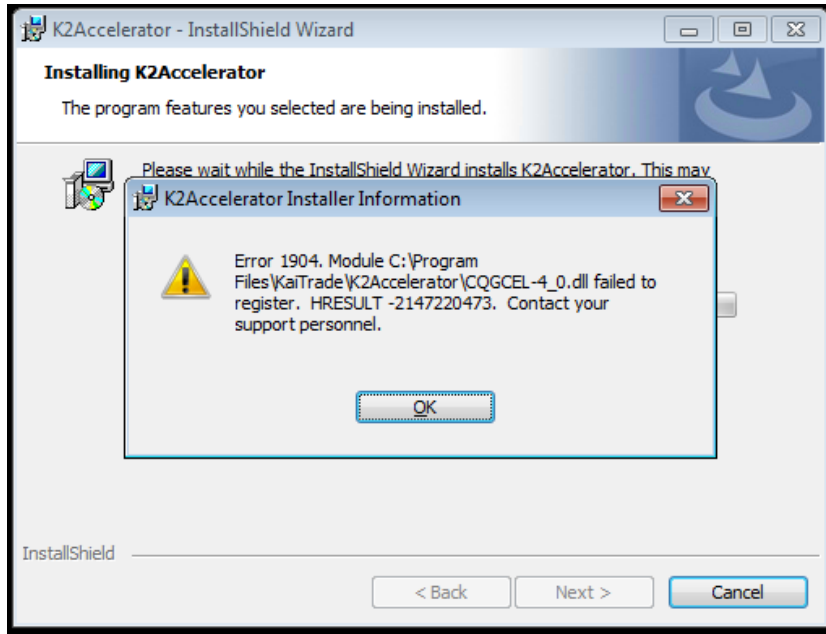 K2Accelerator - InstallShield Wizard
Installing K2Accelerator
The program features you selected are being installed.
Please wait while the InstallShield Wizard installs K2Accelerator. This may
K2Accelerator Installer Information
Error 1904. Module C:\Program
Files\KaiTrade\K2Accelerator\CQGCEL-4_0.dll failed to
register. HRESULT -2147220473. Contact your
support personnel.
OK
InstallShield
< Back Next > Cancel